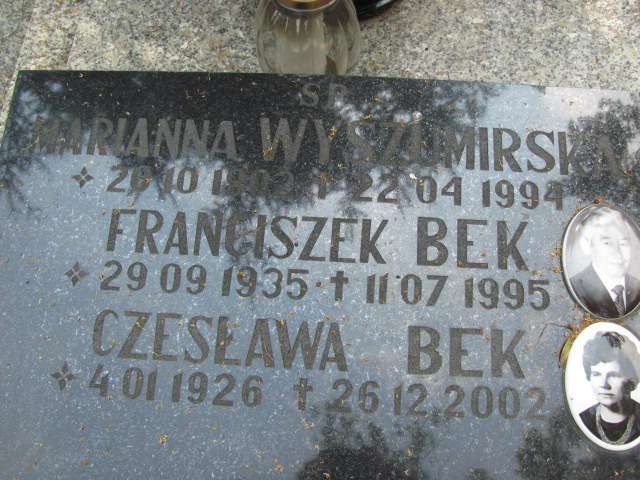 Ś.P.
MARIANNA WYSZUMIRSKA
20 10 1902 † 22 04 1994
FRANCISZEK BEK
29 09 1935 † 11 07 1995
CZESŁAWA BEK
4 01 1926 † 26 12 2002